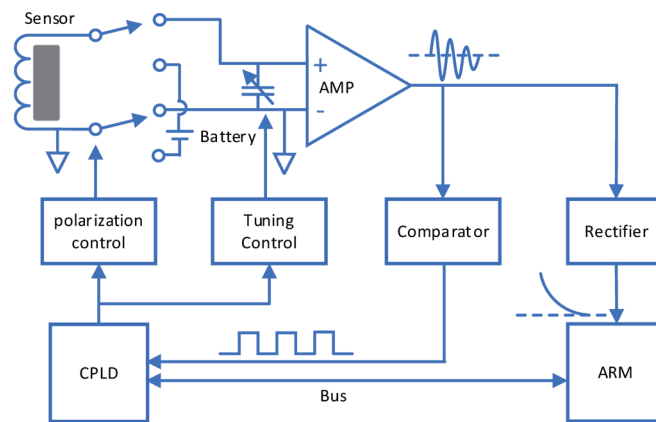 Sensor
+
AMP
-
Battery
polarization
control
Tuning
Control
Comparator
Rectifier
CPLD
ARM
Bus